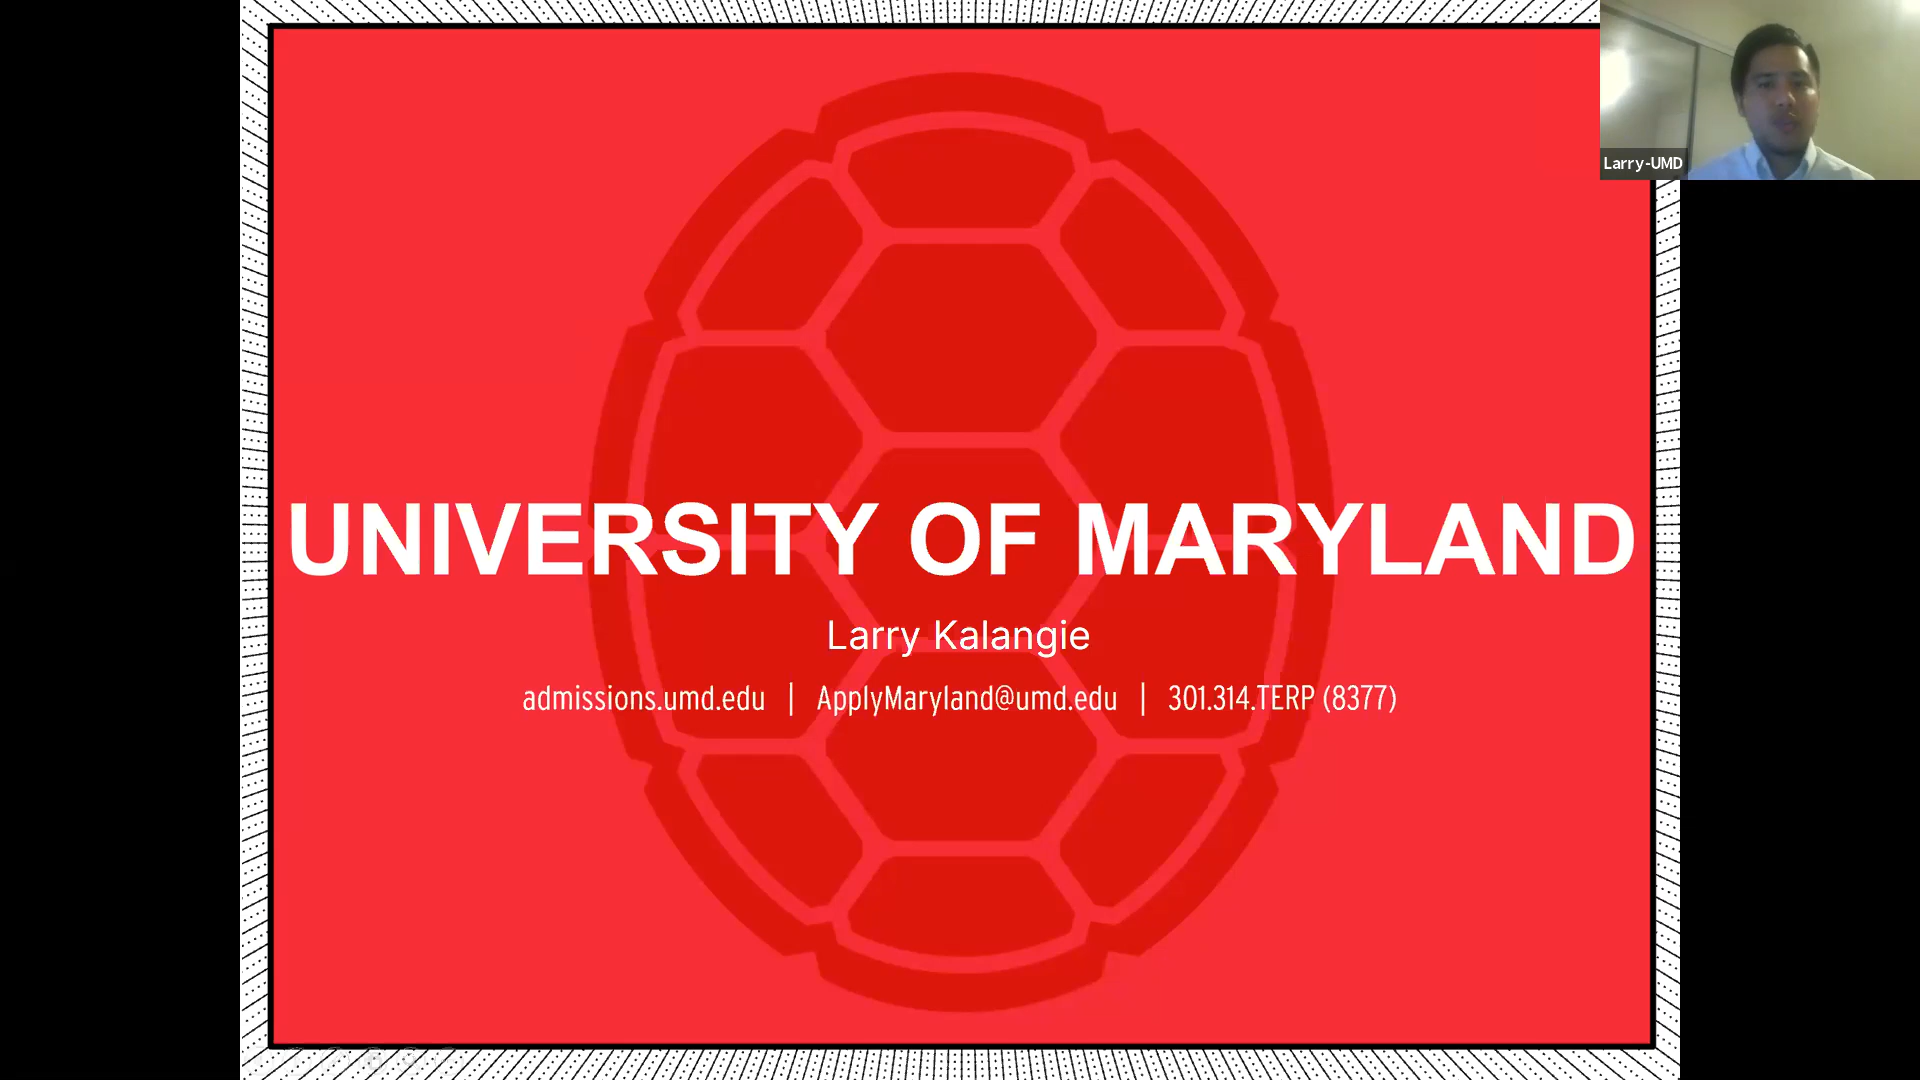 Larry-UMD
UNIVERSITY OF MARYLAND
Larry Kalangie
admissions.umd.edu | ApplyMaryland@umd.edu | 301.314.TERP (8377)